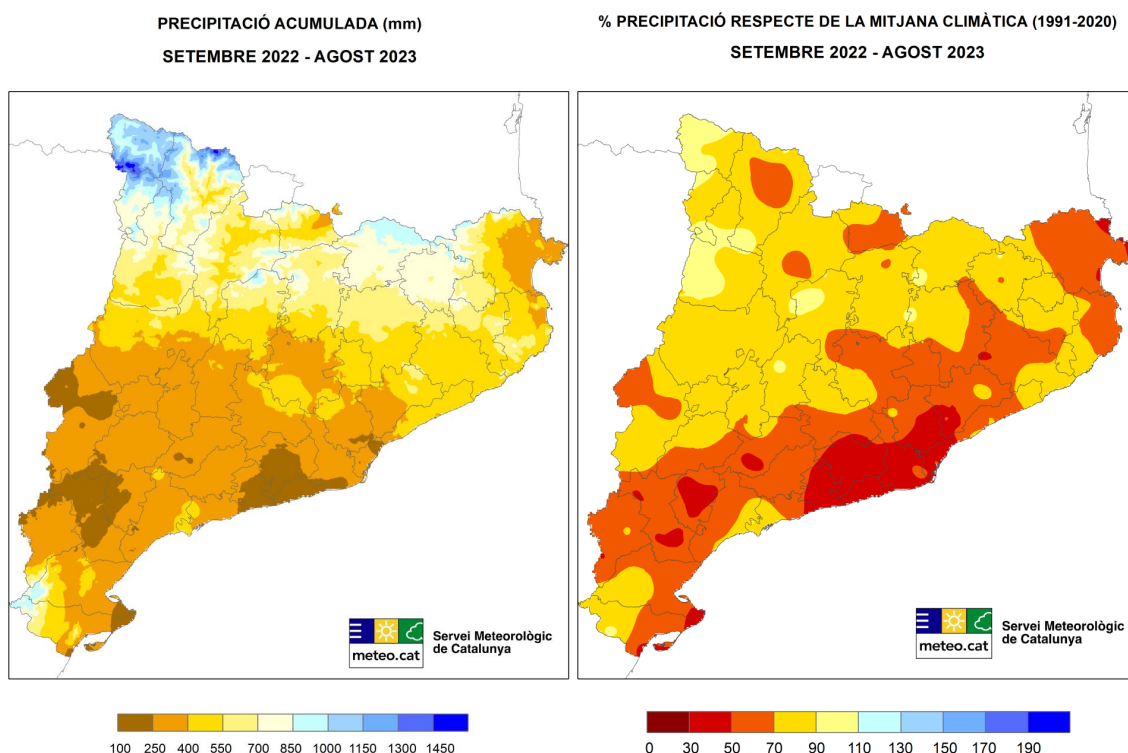 PRECIPITACIÓ ACUMULADA (mm)
SETEMBRE 2022 - AGOST 2023
% PRECIPITACIÓ RESPECTE DE LA MITJANA CLIMÀTICA (1991-2020)
SETEMBRE 2022 - AGOST 2023
meteo.cat
Servei Meteorològic
de Catalunya
meteo.cat
Servei Meteorològic
de Catalunya
100 250 400 550 700 850 1000 1150 1300 1450
0 30 50 70 90 110 130 150 170 190